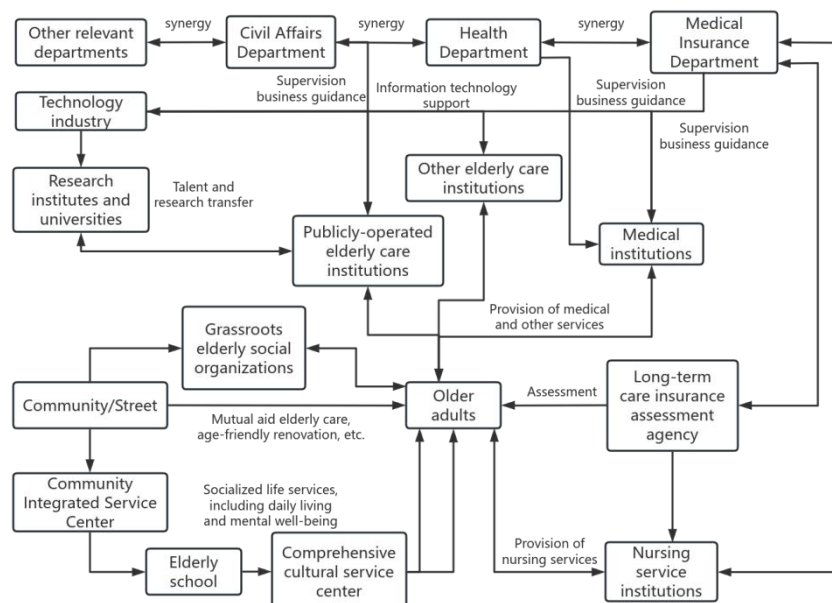 Other relevant
departments
synergy
Civil Affairs
Department
synergy
Health
Department
synergy
Medical
Insurance
Department
Supervision
business guidance
Information technology
support
Supervision
business guidance
Supervision
business guidance
Technology
industry
Research
institutes and
universities
Talent and
research transfer
Other elderly care
institutions
Publicly-operated
elderly care
institutions
Medical
institutions
Provision of medical
and other services
Grassroots
elderly social
organizations
Community/Street
Mutual aid elderly care,
age-friendly renovation, etc.
Older
adults
Assessment
Long-term
care insurance
assessment
agency
Community
Integrated Service
Center
Socialized life services,
including daily living
and mental well-being
Elderly
school
Comprehensive
cultural service
center
Provision of
nursing services
Nursing
service
institutions